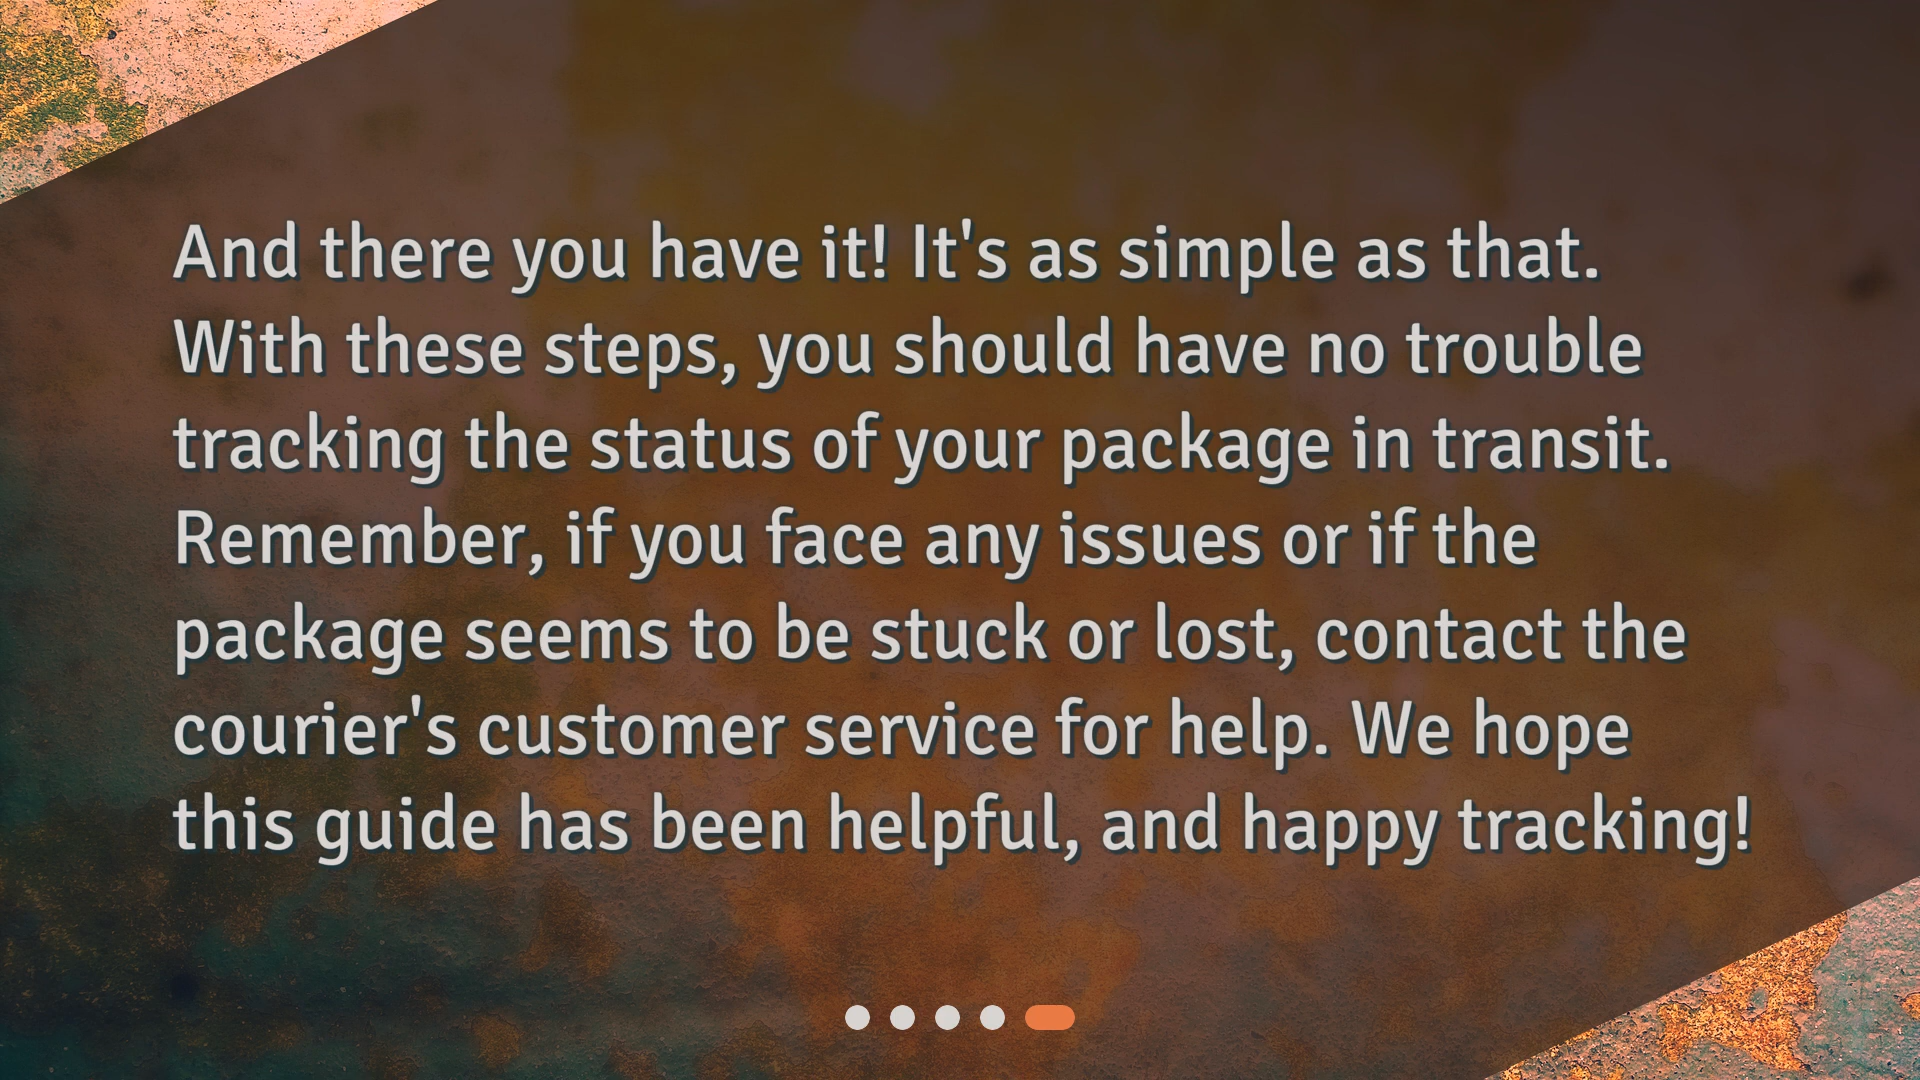 And there you have it! It's as simple as that.
With these steps, you should have no trouble
tracking the status of your package in transit.
Remember, if you face any issues or if the
package seems to be stuck or lost, contact the
courier's customer service for help. We hope
this guide has been helpful, and happy tracking!